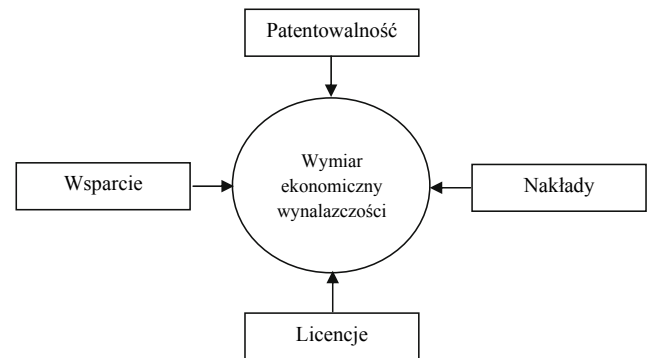 Patentowalność
Wsparcie
Wymiar
ekonomiczny
wynalazczości
Nakłady
Licencje